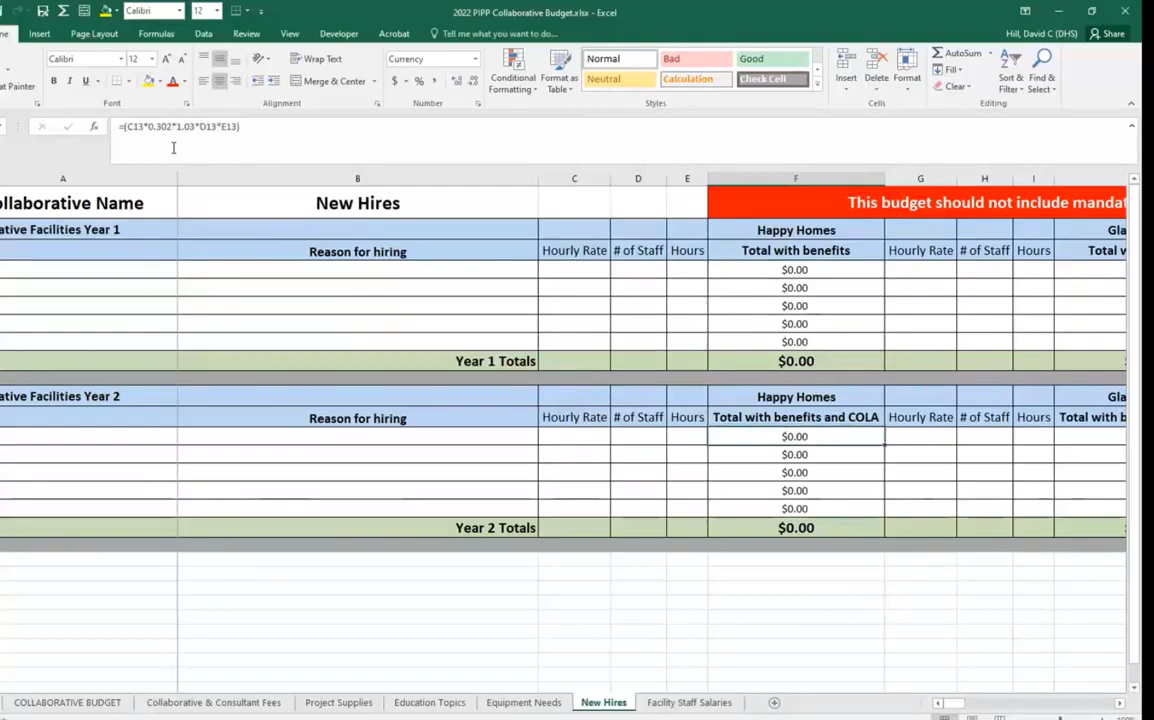 Calibri 12 2022 PIPP Collaborative Budget.xlsx - Excel
me Insert Page Layout Formulas Data Review View Developer Acrobat Tell me what you want to do... Hill, David C (DHS) Share
Calibri 12 A A Wrap Text Currency Normal Bad Good AutoSum
Fill
at Painter B I U A Merge & Center $ % , Conditional Formatting Format as Table Neutral Calculation Check Cell Insert Delete Format Clear Sort & Filter Find & Select
Font Alignment Number Styles Cells Editing
fx =(C13*0.302*1.03*D13*E13)
A B C D E F G H I
ollaborative Name New Hires This budget should not include mandat
ative Facilities Year 1 Happy Homes Gla
Reason for hiring Hourly Rate # of Staff Hours Total with benefits Hourly Rate # of Staff Hours Total w
$0.00
$0.00
$0.00
$0.00
$0.00
Year 1 Totals $0.00
ative Facilities Year 2 Happy Homes Gla
Reason for hiring Hourly Rate # of Staff Hours Total with benefits and COLA Hourly Rate # of Staff Hours Total with b
$0.00
$0.00
$0.00
$0.00
$0.00
Year 2 Totals $0.00
COLLABORATIVE BUDGET Collaborative & Consultant Fees Project Supplies Education Topics Equipment Needs New Hires Facility Staff Salaries